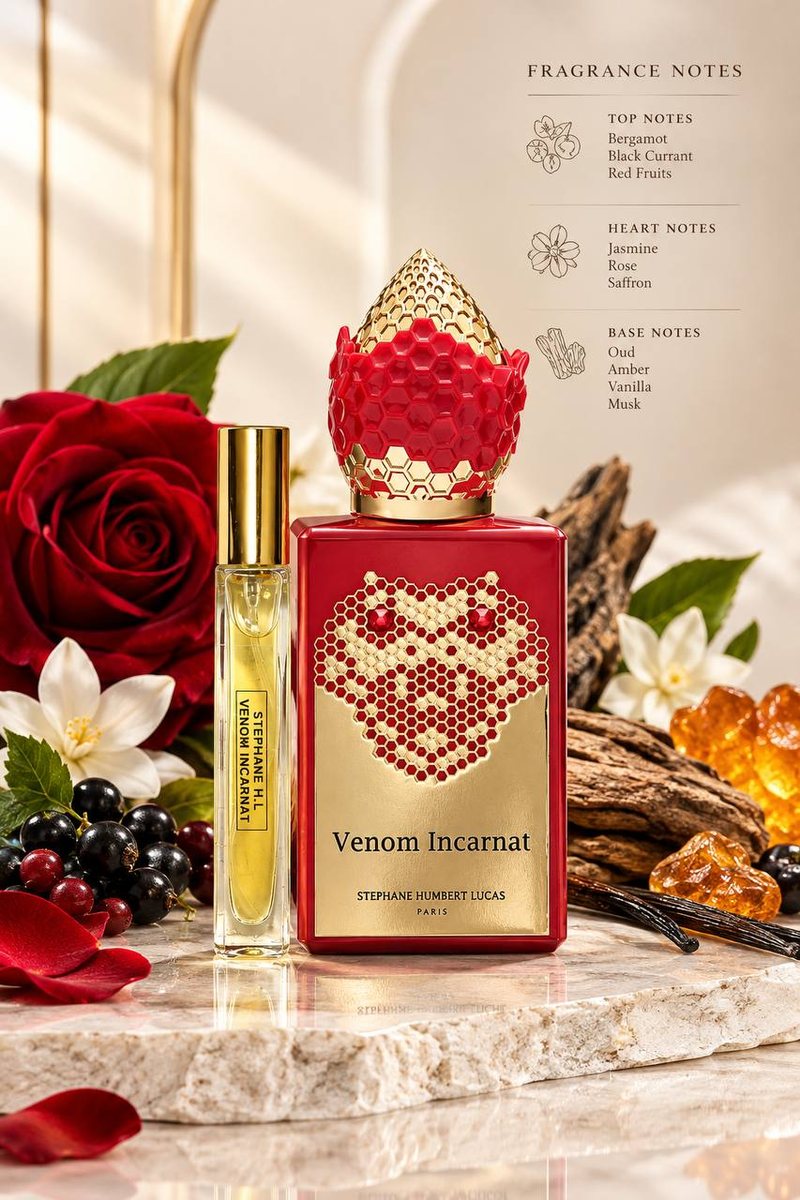 FRAGRANCE NOTES
TOP NOTES
Bergamot
Black Currant
Red Fruits
HEART NOTES
Jasmine
Rose
Saffron
BASE NOTES
Oud
Amber
Vanilla
Musk
STEPHANE H.L
VENOM INCARNAT
Venom Incarnat
STEPHANE HUMBERT LUCAS
PARIS